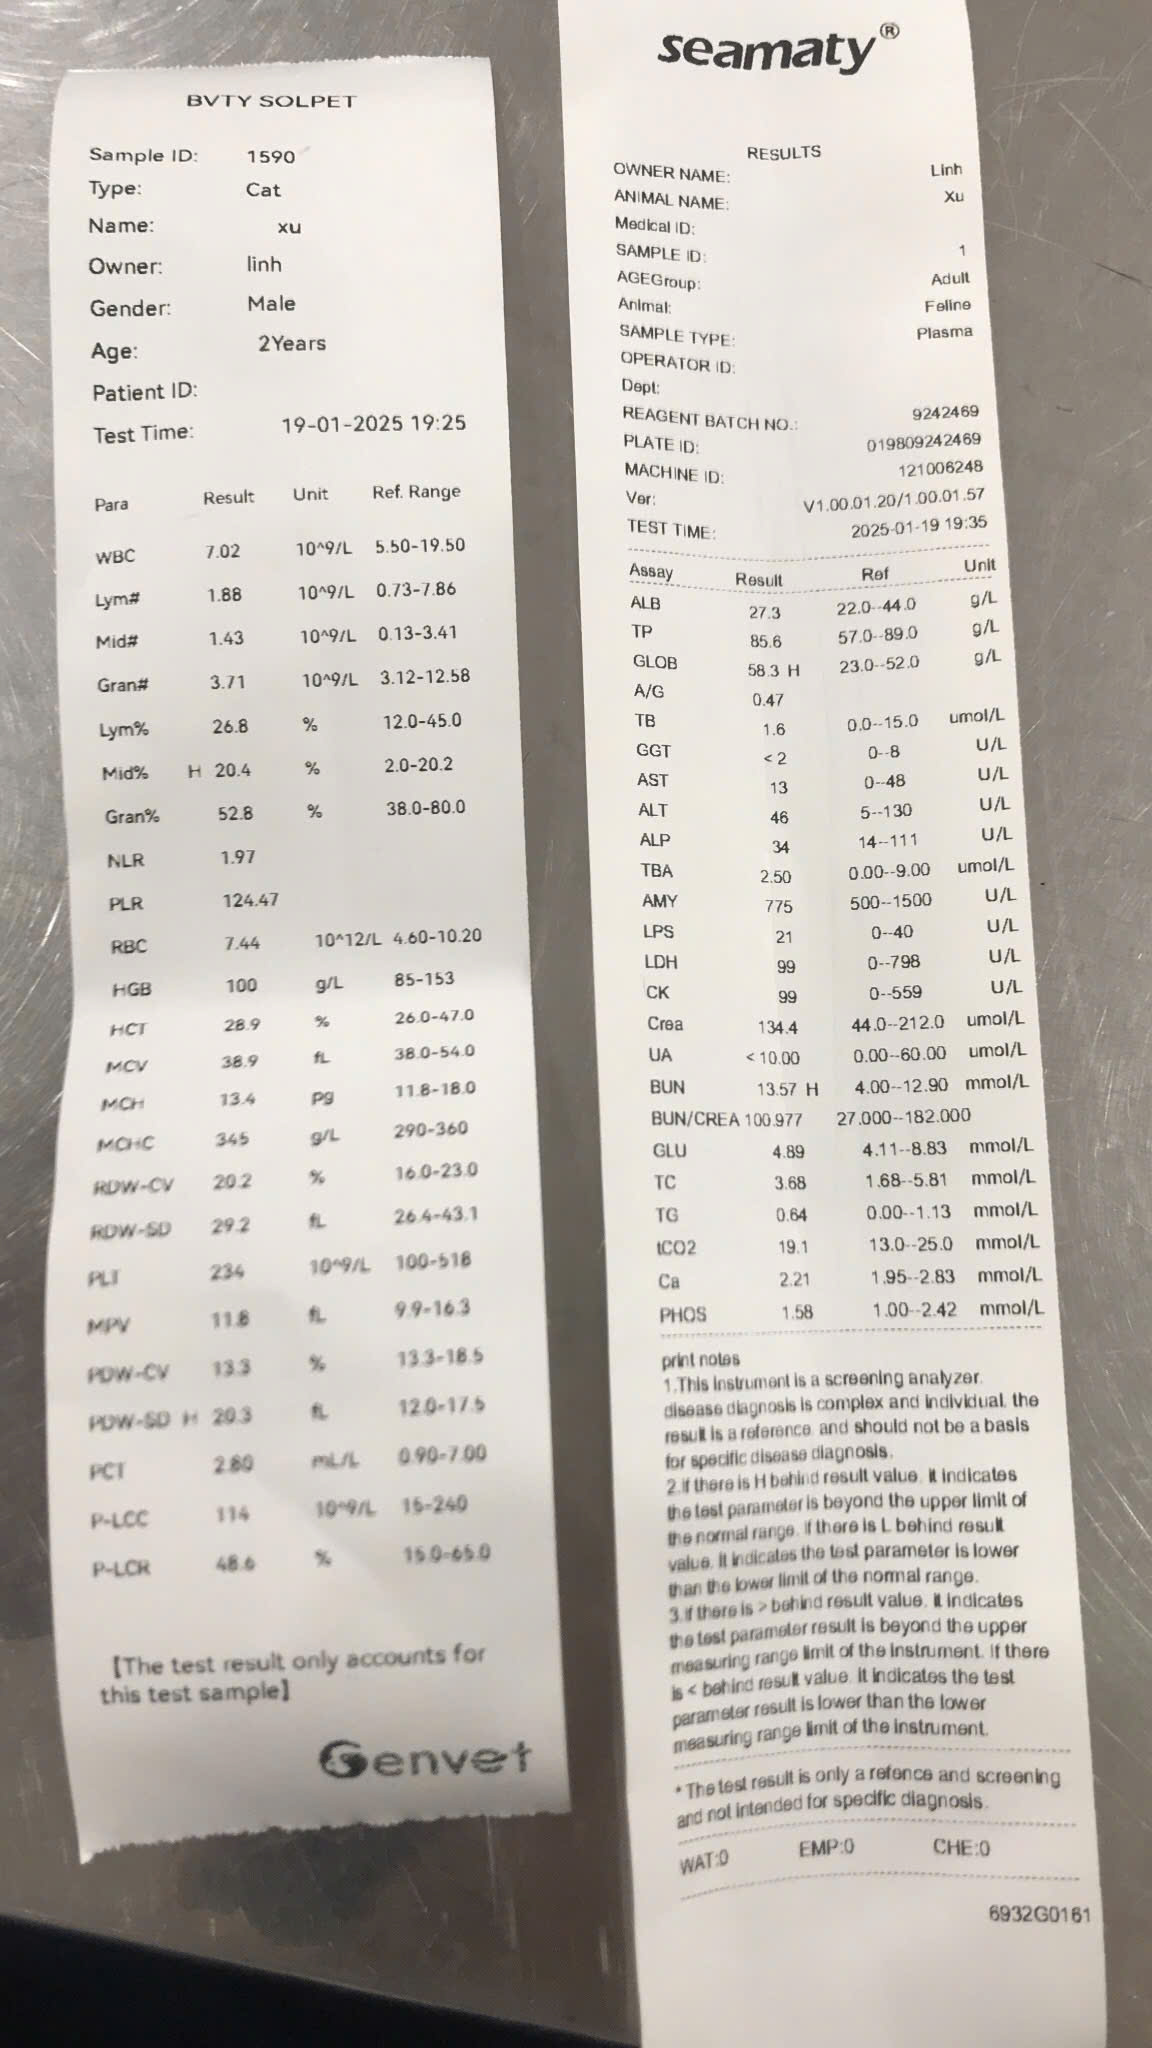 BVTY SOLPET
Sample ID: 1590
Type: Cat
Name: xu
Owner: linh
Gender: Male
Age: 2Years
Patient ID:
Test Time: 19-01-2025 19:25
Para Result Unit Ref. Range
WBC 7.02 10^9/L 5.50-19.50
Lym# 1.88 10^9/L 0.73-7.86
Mid# 1.43 10^9/L 0.13-3.41
Gran# 3.71 10^9/L 3.12-12.58
Lym% 26.8 % 12.0-45.0
Mid% H 20.4 % 2.0-20.2
Gran% 52.8 % 38.0-80.0
NLR 1.97
PLR 124.47
RBC 7.44 10^12/L 4.60-10.20
HGB 100 g/L 85-153
HCT 28.9 % 26.0-47.0
MCV 38.9 fL 38.0-54.0
MCH 13.4 pg 11.8-18.0
MCHC 345 g/L 290-360
RDW-CV 20.2 % 16.0-23.0
RDW-SD 29.2 fL 26.4-43.1
PLT 234 10^9/L 100-518
MPV 11.8 fL 9.9-16.3
PDW-CV 13.3 % 13.3-18.5
PDW-SD H 20.3 fL 12.0-17.5
PCT 2.80 mL/L 0.90-7.00
P-LCC 114 10^9/L 15-240
P-LCR 48.6 % 15.0-65.0
【The test result only accounts for
this test sample】
Genvet
seamaty®
RESULTS
OWNER NAME: Linh
ANIMAL NAME: Xu
Medical ID:
SAMPLE ID: 1
AGEGroup: Adult
Animal: Feline
SAMPLE TYPE: Plasma
OPERATOR ID:
Dept:
REAGENT BATCH NO.: 9242469
PLATE ID: 019809242469
MACHINE ID: 121006248
Ver: V1.00.01.20/1.00.01.57
TEST TIME: 2025-01-19 19:35
Assay Result Ref Unit
ALB 27.3 22.0--44.0 g/L
TP 85.6 57.0--89.0 g/L
GLOB 58.3 H 23.0--52.0 g/L
A/G 0.47
TB 1.6 0.0--15.0 umol/L
GGT <2 0--8 U/L
AST 13 0--48 U/L
ALT 46 5--130 U/L
ALP 34 14--111 U/L
TBA 2.50 0.00--9.00 umol/L
AMY 775 500--1500 U/L
LPS 21 0--40 U/L
LDH 99 0--798 U/L
CK 99 0--559 U/L
Crea 134.4 44.0--212.0 umol/L
UA <10.00 0.00--60.00 umol/L
BUN 13.57 H 4.00--12.90 mmol/L
BUN/CREA 100.977 27.000--182.000
GLU 4.89 4.11--8.83 mmol/L
TC 3.68 1.68--5.81 mmol/L
TG 0.64 0.00--1.13 mmol/L
tCO2 19.1 13.0--25.0 mmol/L
Ca 2.21 1.95--2.83 mmol/L
PHOS 1.58 1.00--2.42 mmol/L
print notes
1.This instrument is a screening analyzer.
disease diagnosis is complex and individual, the
result is a reference, and should not be a basis
for specific disease diagnosis.
2.if there is H behind result value, it indicates
the test parameter is beyond the upper limit of
the normal range. If there is L behind result
value, it indicates the test parameter is lower
than the lower limit of the normal range.
3.if there is > behind result value, it indicates
the test parameter result is beyond the upper
measuring range limit of the instrument. If there
is < behind result value, it indicates the test
parameter result is lower than the lower
measuring range limit of the instrument.
* The test result is only a refence and screening
and not intended for specific diagnosis.
WAT:0 EMP:0 CHE:0
6932G0161